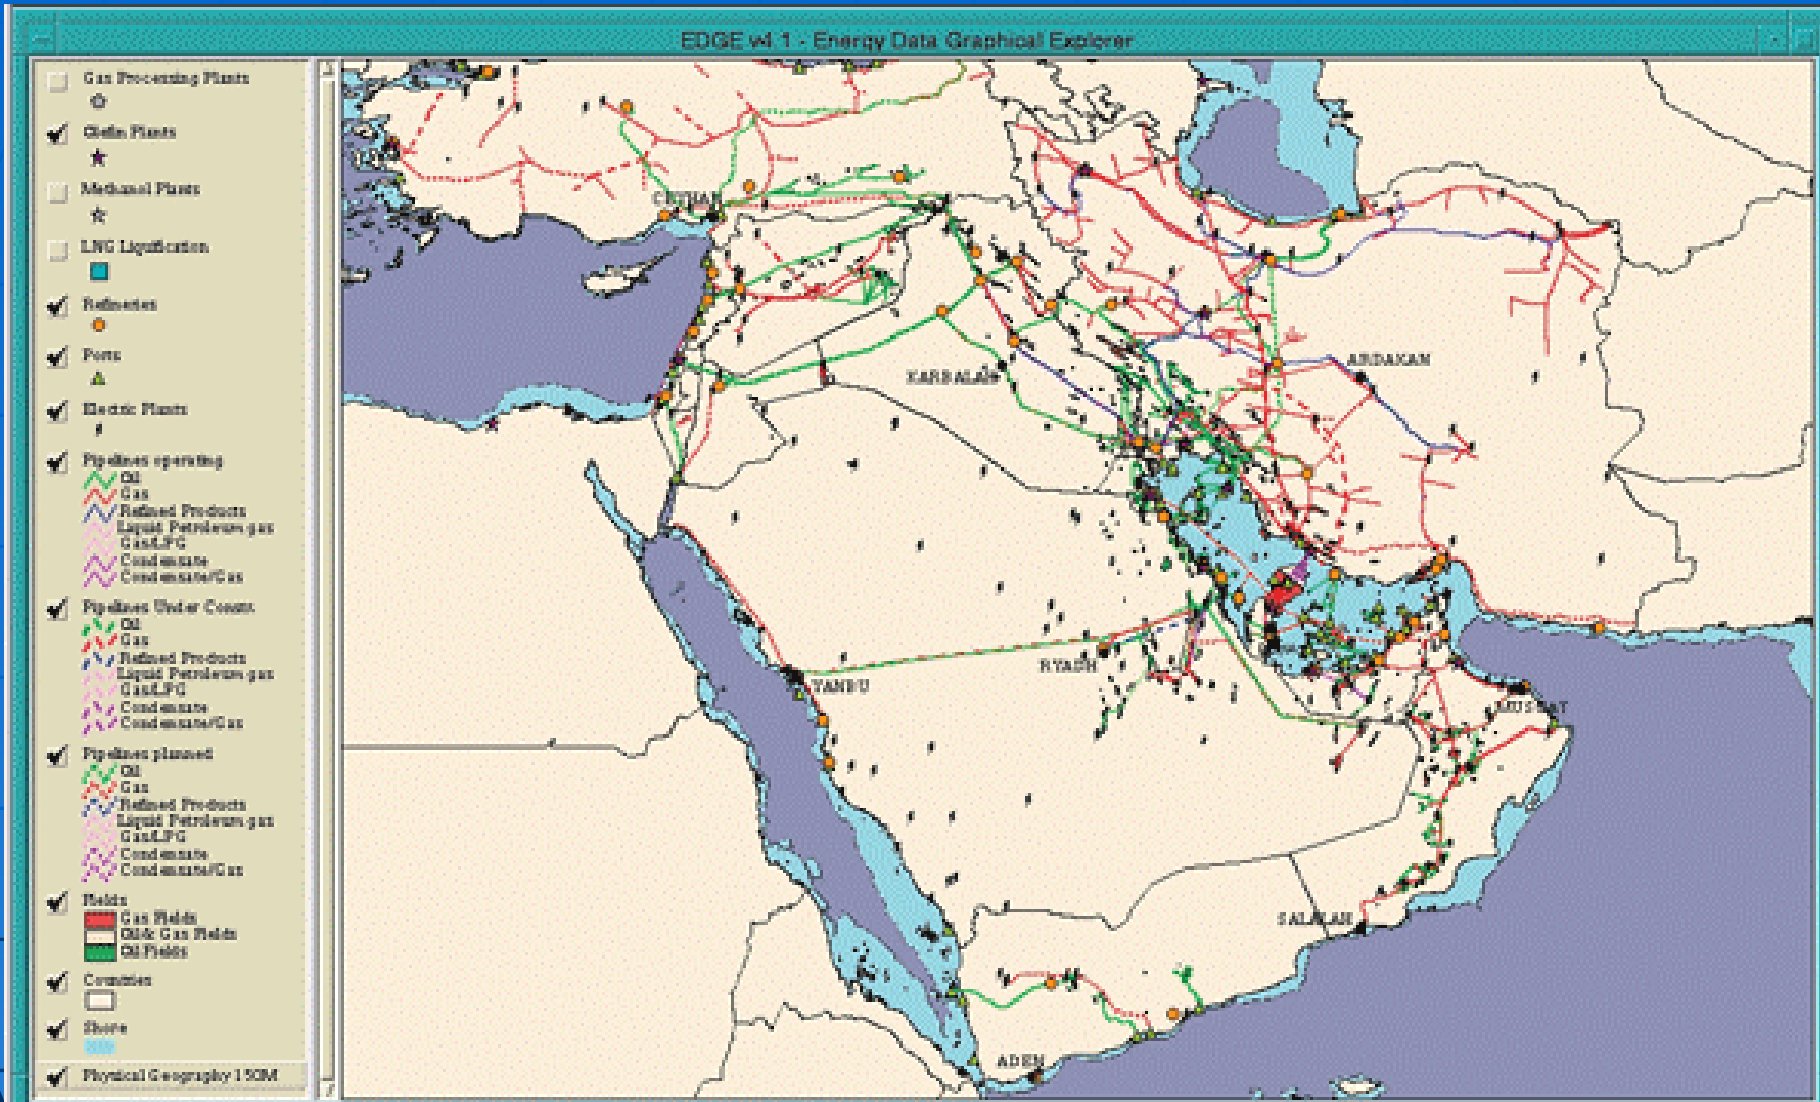 EDGE v4.1 - Energy Data Graphical Explorer
Gas Processing Plants
Olefin Plants
Methanol Plants
LNG Liquification
Refineries
Ports
Electric Plants
Pipelines operating
Oil
Gas
Refined Products
Liquid Petroleum gas
Gas/LPG
Condensate
Condensate/Gas
Pipelines Under Constr.
Oil
Gas
Refined Products
Liquid Petroleum gas
Gas/LPG
Condensate
Condensate/Gas
Pipelines planned
Oil
Gas
Refined Products
Liquid Petroleum gas
Gas/LPG
Condensate
Condensate/Gas
Fields
Gas Fields
Oil & Gas Fields
Oil Fields
Countries
Shore
Physical Geography 150M
CEYHAN
KARBALAH
ARDAKAN
RYADH
YANBU
MUSCAT
SALALAH
ADEN